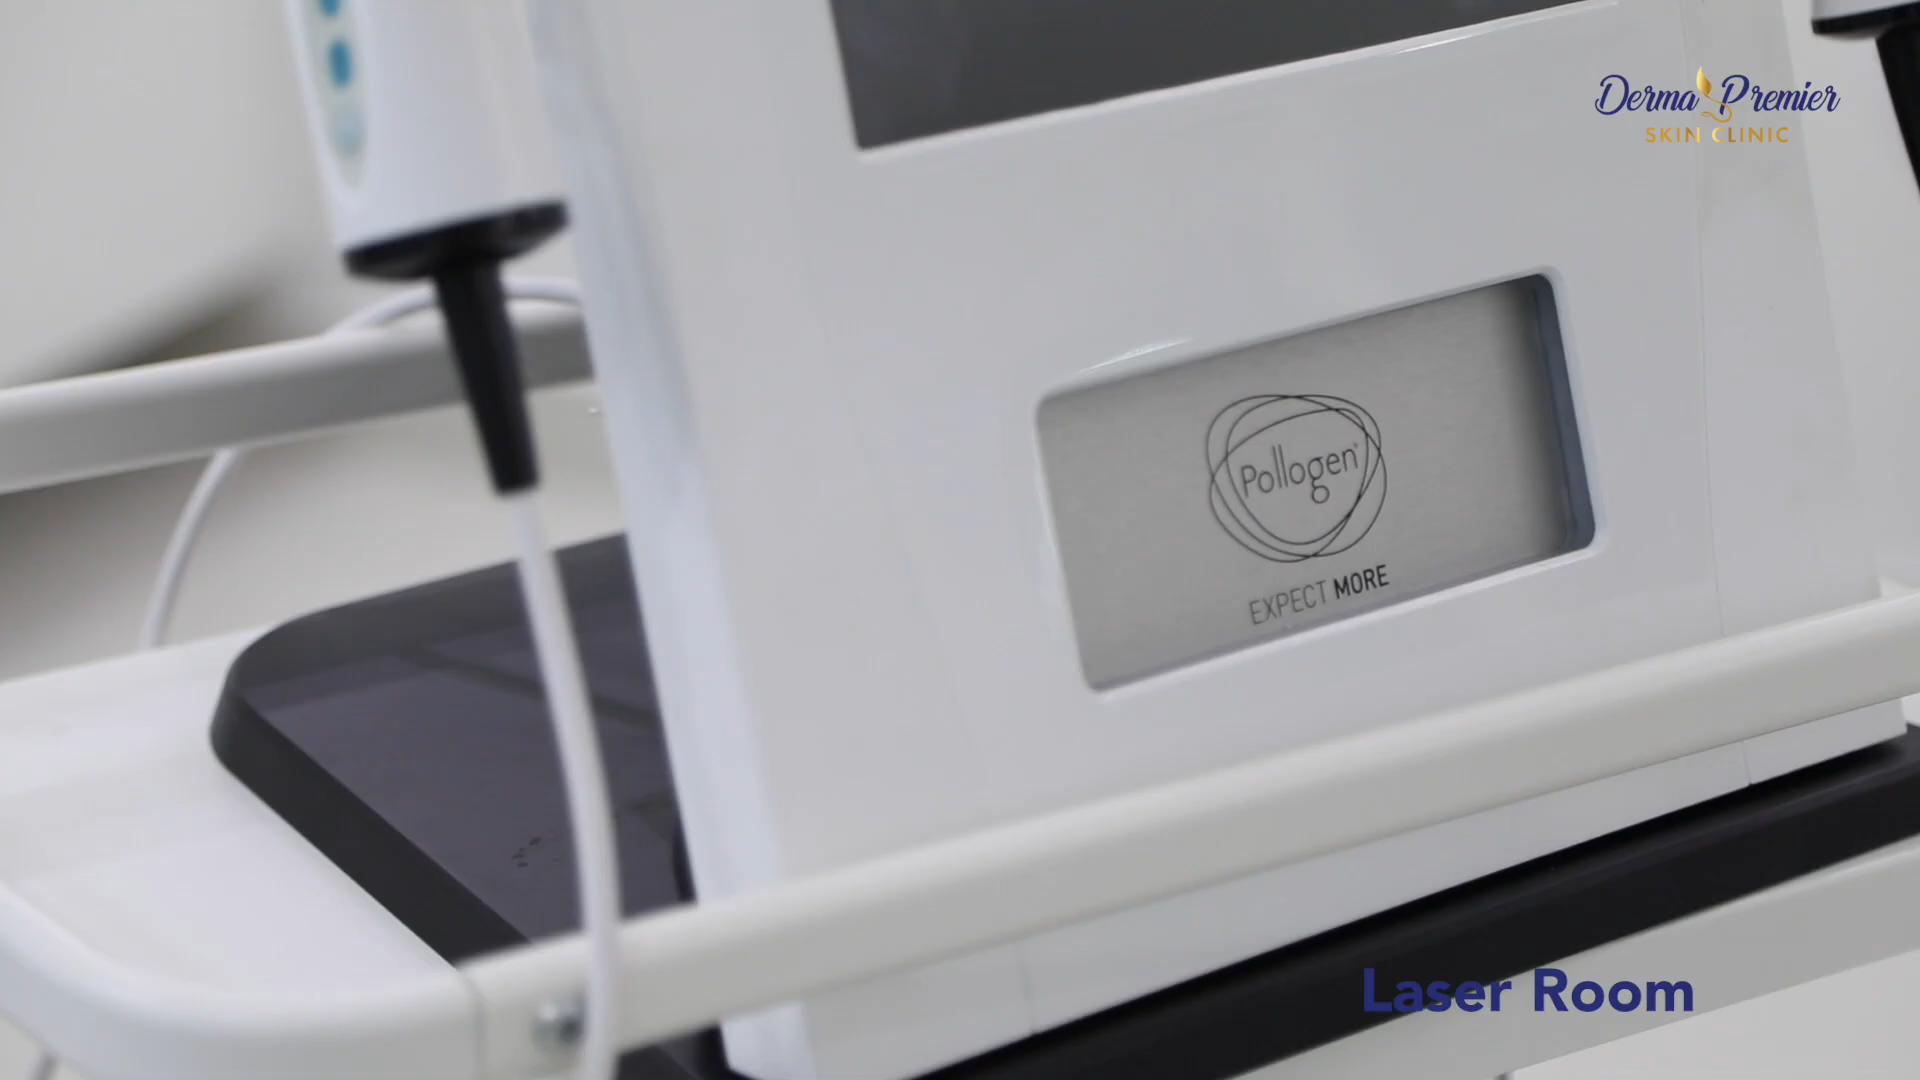 Derma Premier
SKIN CLINIC
Pollogen®
EXPECT MORE
Laser Room